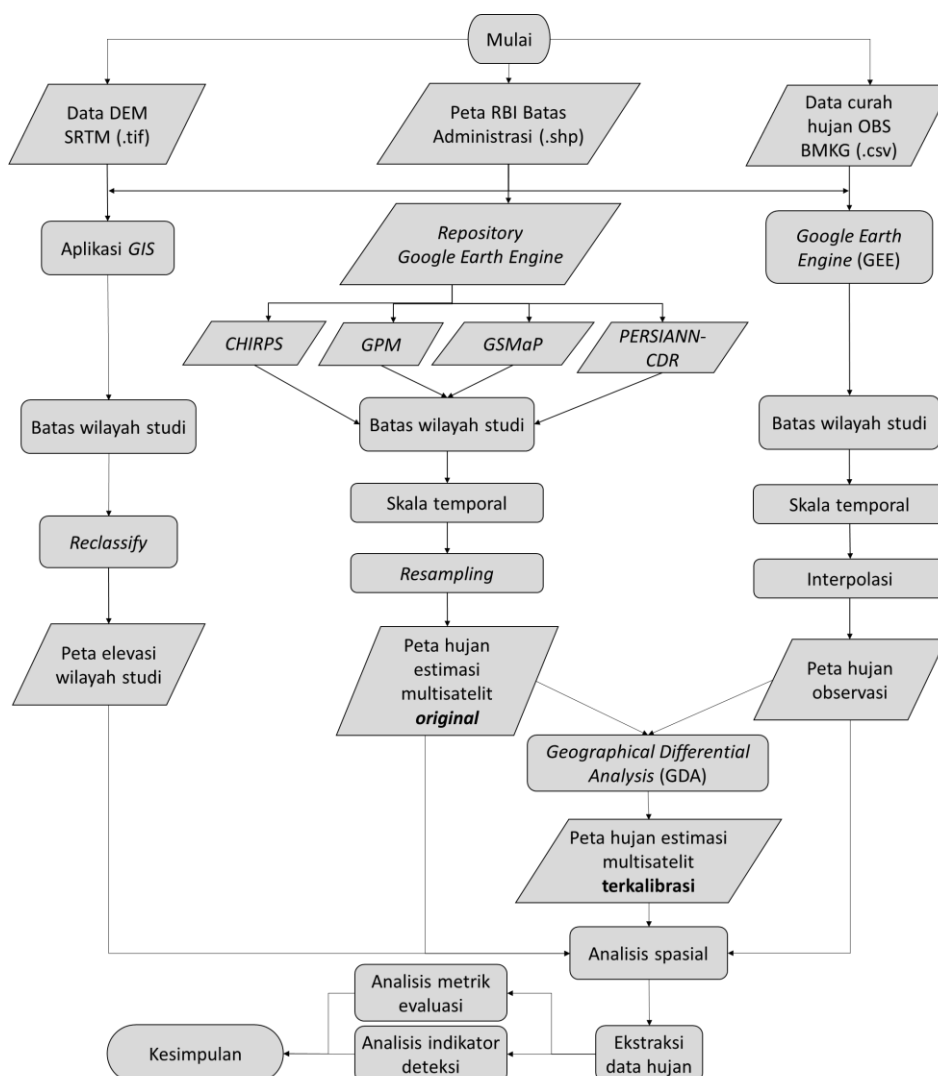 Mulai
Data DEM
SRTM (.tif)
Peta RBI Batas
Administrasi (.shp)
Data curah
hujan OBS
BMKG (.csv)
Aplikasi GIS
Repository
Google Earth Engine
Google Earth
Engine (GEE)
CHIRPS
GPM
GSMaP
PERSIANN-
CDR
Batas wilayah studi
Batas wilayah studi
Batas wilayah studi
Skala temporal
Skala temporal
Reclassify
Resampling
Interpolasi
Peta elevasi
wilayah studi
Peta hujan
estimasi
multisatelit
original
Peta hujan
observasi
Geographical Differential
Analysis (GDA)
Peta hujan estimasi
multisatelit
terkalibrasi
Analisis spasial
Analisis metrik
evaluasi
Kesimpulan
Analisis indikator
deteksi
Ekstraksi
data hujan